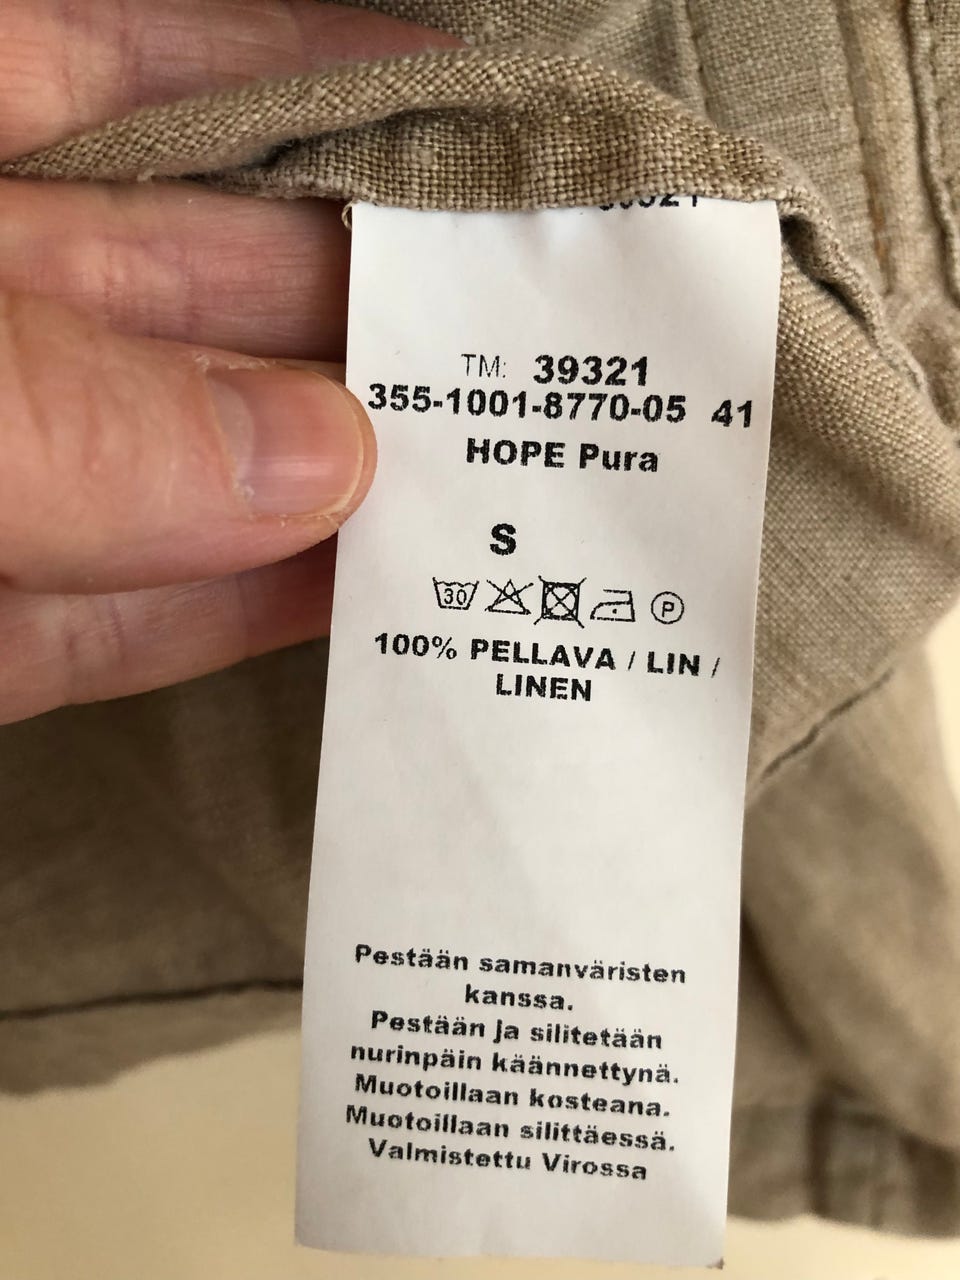 TM: 39321
355-1001-8770-05 41
HOPE Pura
S
30
P
100% PELLAVA / LIN /
LINEN
Pestään samanväristen
kanssa.
Pestään ja silitetään
nurinpäin käännettynä.
Muotoillaan kosteana.
Muotoillaan silittäessä.
Valmistettu Virossa